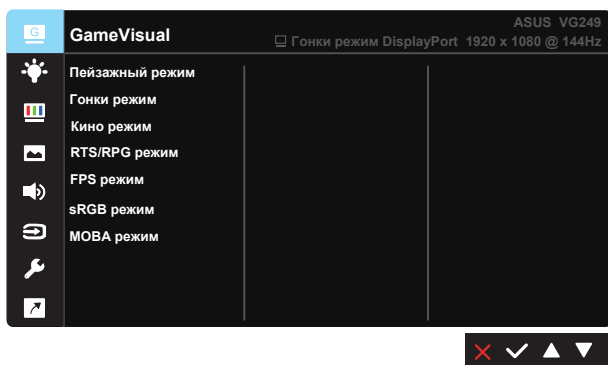 G
GameVisual
ASUS VG249
Гонки режим DisplayPort 1920 x 1080 @ 144Hz
Пейзажный режим
Гонки режим
Кино режим
RTS/RPG режим
FPS режим
sRGB режим
MOBA режим